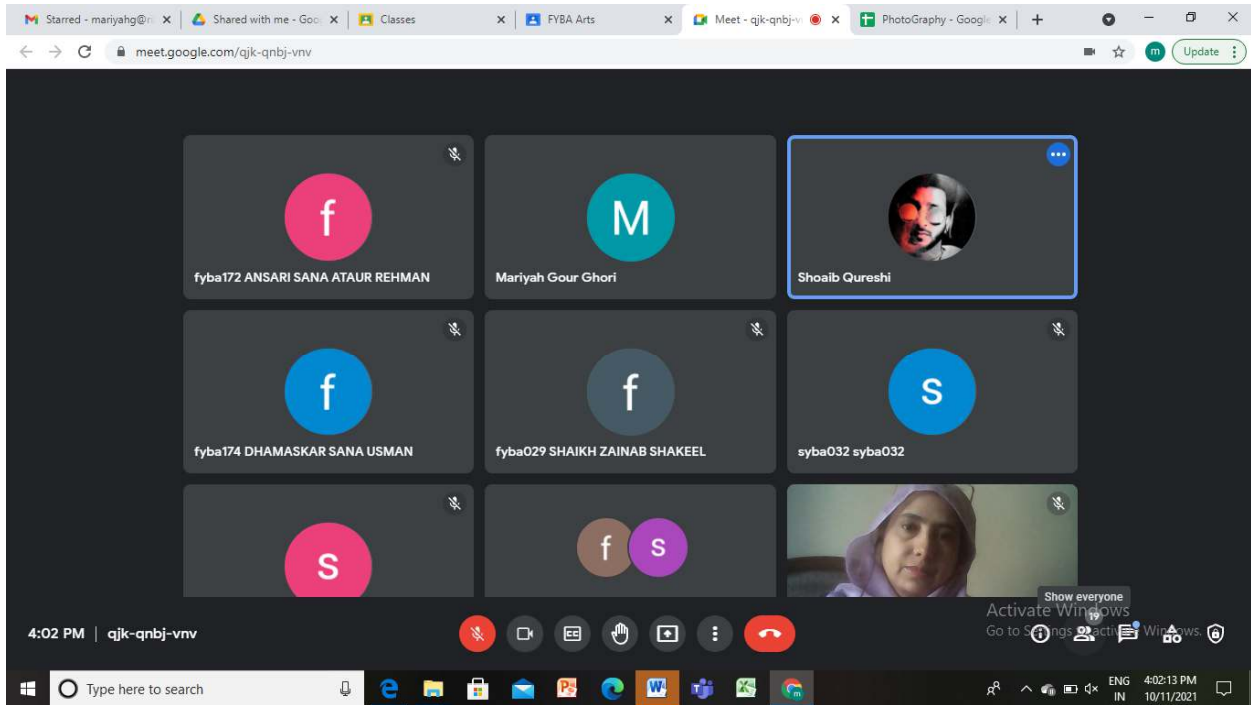 Starred - mariyahg@r
Shared with me - Goo
Classes
FYBA Arts
Meet - qjk-qnbj-v
PhotoGraphy - Google
meet.google.com/qjk-qnbj-vnv
m
Update
f
M
fyba172 ANSARI SANA ATAUR REHMAN
Mariyah Gour Ghori
Shoaib Qureshi
f
f
s
fyba174 DHAMASKAR SANA USMAN
fyba029 SHAIKH ZAINAB SHAKEEL
syba032 syba032
s
f s
Show everyone
Activate Windows
19
4:02 PM | qjk-qnbj-vnv
CC
Go to Settings to activate Windows.
Type here to search
ENG
IN
4:02:13 PM
10/11/2021